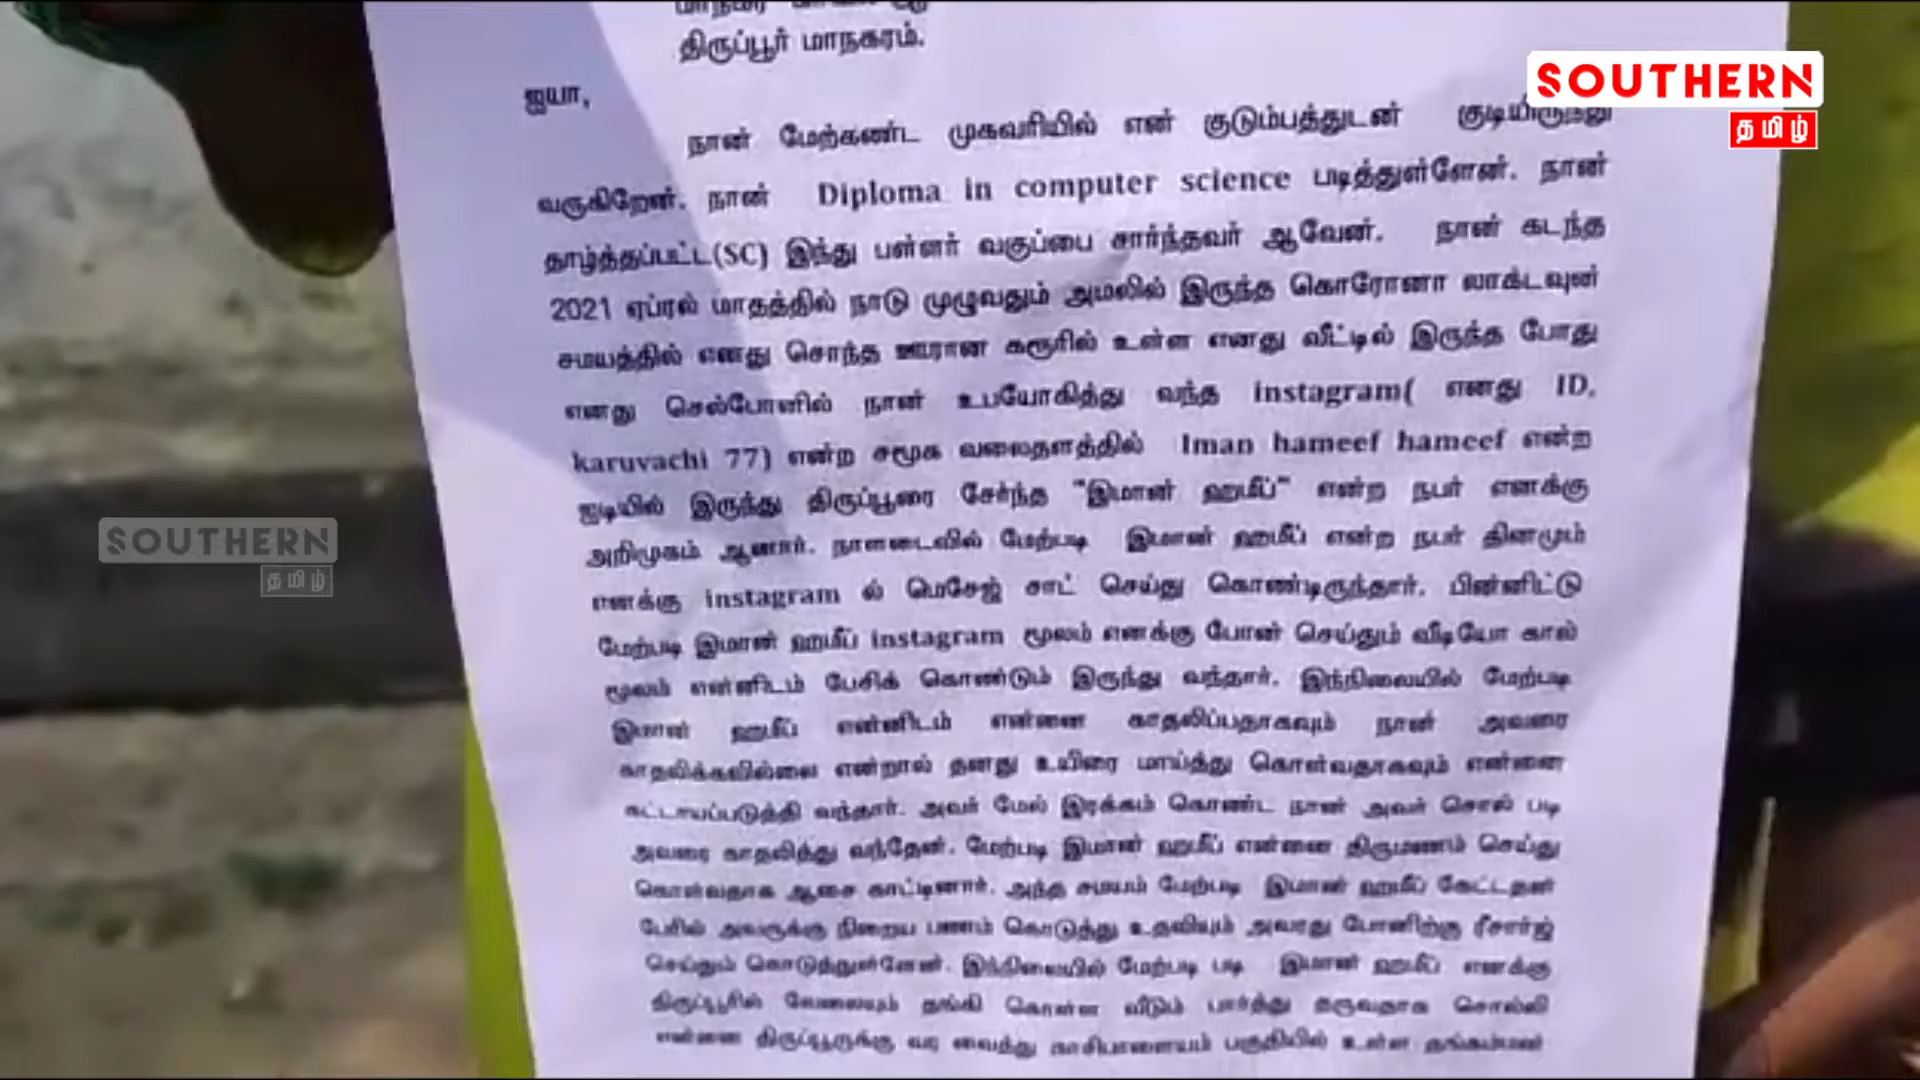 திருப்பூர் மாநகரம்.
SOUTHERN
தமிழ்
ஐயா,
நான் மேற்கண்ட முகவரியில் என் குடும்பத்துடன் குடியிருந்து
வருகிறேன். நான் Diploma in computer science படித்துள்ளேன். நான்
தாழ்த்தப்பட்ட(SC) இந்து பள்ளர் வகுப்பை சார்ந்தவர் ஆவேன். நான் கடந்த
2021 ஏப்ரல் மாதத்தில் நாடு முழுவதும் அமலில் இருந்த கொரோனா லாக்டவுன்
சமயத்தில் எனது சொந்த ஊரான கரூரில் உள்ள எனது வீட்டில் இருந்த போது
எனது செல்போனில் நான் உபயோகித்து வந்த instagram( எனது ID.
karuvachi 77) என்ற சமூக வலைதளத்தில் Iman hameef hameef என்ற
ஐடியில் இருந்து திருப்பூரை சேர்ந்த "இமான் ஹமீப்" என்ற நபர் எனக்கு
அறிமுகம் ஆனார். நாளடைவில் மேற்படி இமான் ஹமீப் என்ற நபர் தினமும்
எனக்கு instagram ல் மெசேஜ் சாட் செய்து கொண்டிருந்தார். பின்னிட்டு
மேற்படி இமான் ஹமீப் instagram மூலம் எனக்கு போன் செய்தும் வீடியோ கால்
மூலம் என்னிடம் பேசிக் கொண்டும் இருந்து வந்தார். இந்நிலையில் மேற்படி
இமான் ஹமீப் என்னிடம் என்னை காதலிப்பதாகவும் நான் அவரை
காதலிக்கவில்லை என்றால் தனது உயிரை மாய்த்து கொள்வதாகவும் என்னை
கட்டாயப்படுத்தி வந்தார். அவர் மேல் இரக்கம் கொண்ட நான் அவர் சொல் படி
அவரை காதலித்து வந்தேன். மேற்படி இமான் ஹமீப் என்னை திருமணம் செய்து
கொள்வதாக ஆசை காட்டினார். அந்த சமயம் மேற்படி இமான் ஹமீப் கேட்டதன்
பேரில் அவருக்கு நிறைய பணம் கொடுத்து உதவியும் அவரது போனிற்கு ரீசார்ஜ்
செய்தும் கொடுத்துள்ளேன். இந்நிலையில் மேற்படி படி இமான் ஹமீப் எனக்கு
திருப்பூரில் வேலையும் தங்கி கொள்ள வீடும் பார்த்து தருவதாக சொல்லி
என்னை திருப்பூருக்கு வர வைத்து காசிபாளையம் பகுதியில் உள்ள தங்கம்மன்
SOUTHERN
தமிழ்